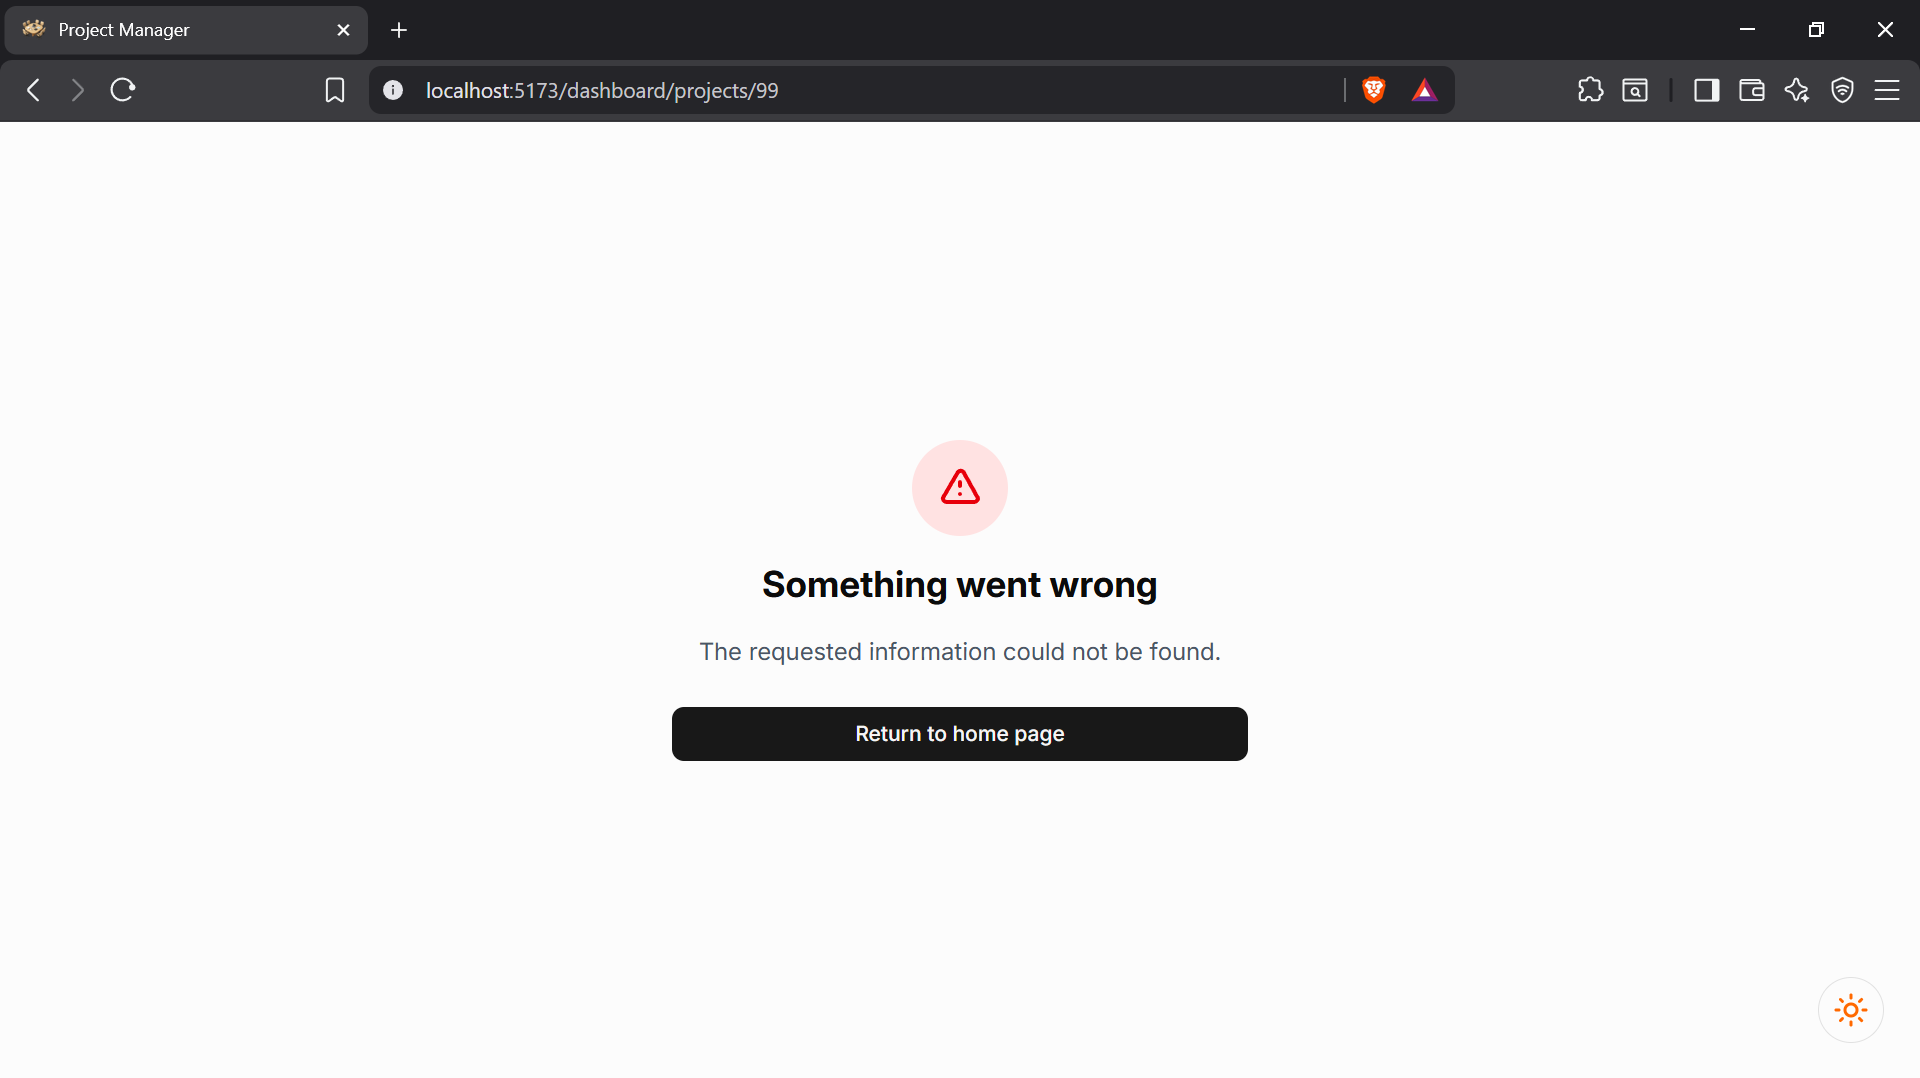 Project Manager
localhost:5173/dashboard/projects/99
Something went wrong
The requested information could not be found.
Return to home page